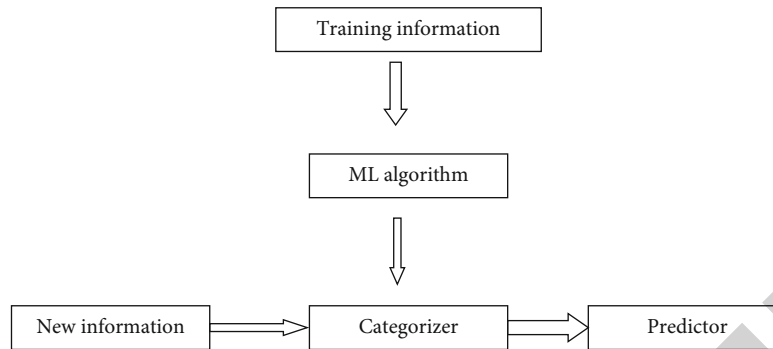 Training information
ML algorithm
New information
Categorizer
Predictor